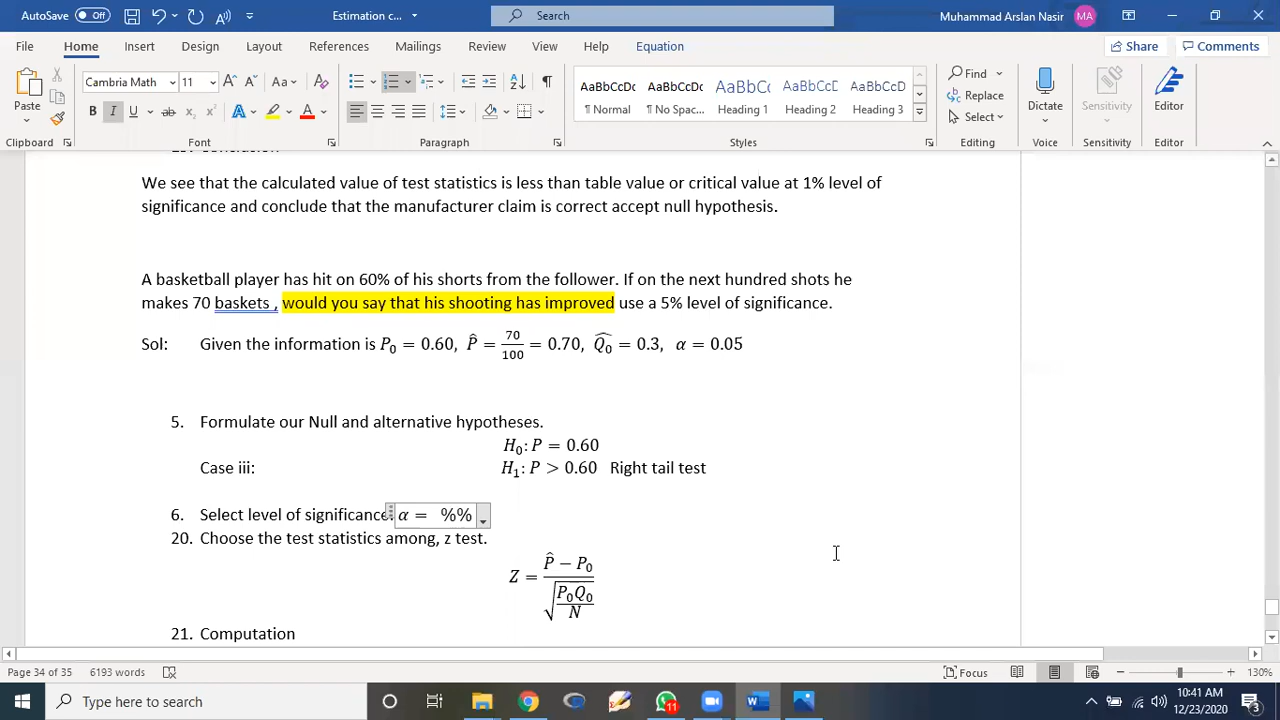 AutoSave Off Estimation c... Search Muhammad Arslan Nasir MA
File Home Insert Design Layout References Mailings Review View Help Equation Share Comments
Cambria Math 11 A A Aa A AaBbCcDc AaBbCcDc AaBbC( AaBbCcC AaBbCcD Find
Paste Replace Dictate Sensitivity Editor
B I U ab x₂ x² A A ¶ Normal ¶ No Spac... Heading 1 Heading 2 Heading 3 Select
Clipboard Font Paragraph Styles Editing Voice Sensitivity Editor
We see that the calculated value of test statistics is less than table value or critical value at 1% level of
significance and conclude that the manufacturer claim is correct accept null hypothesis.
A basketball player has hit on 60% of his shorts from the follower. If on the next hundred shots he
makes 70 baskets , would you say that his shooting has improved use a 5% level of significance.
Sol: Given the information is P₀ = 0.60, P̂ = 70/100 = 0.70, Q̂₀ = 0.3, α = 0.05
5. Formulate our Null and alternative hypotheses.
H₀: P = 0.60
Case iii: H₁: P > 0.60 Right tail test
6. Select level of significance α = %%
20. Choose the test statistics among, z test.
Z = (P̂ − P₀) / √(P₀Q₀/N)
21. Computation
Page 34 of 35 6193 words Focus 130%
Type here to search 11 10:41 AM
12/23/2020 3